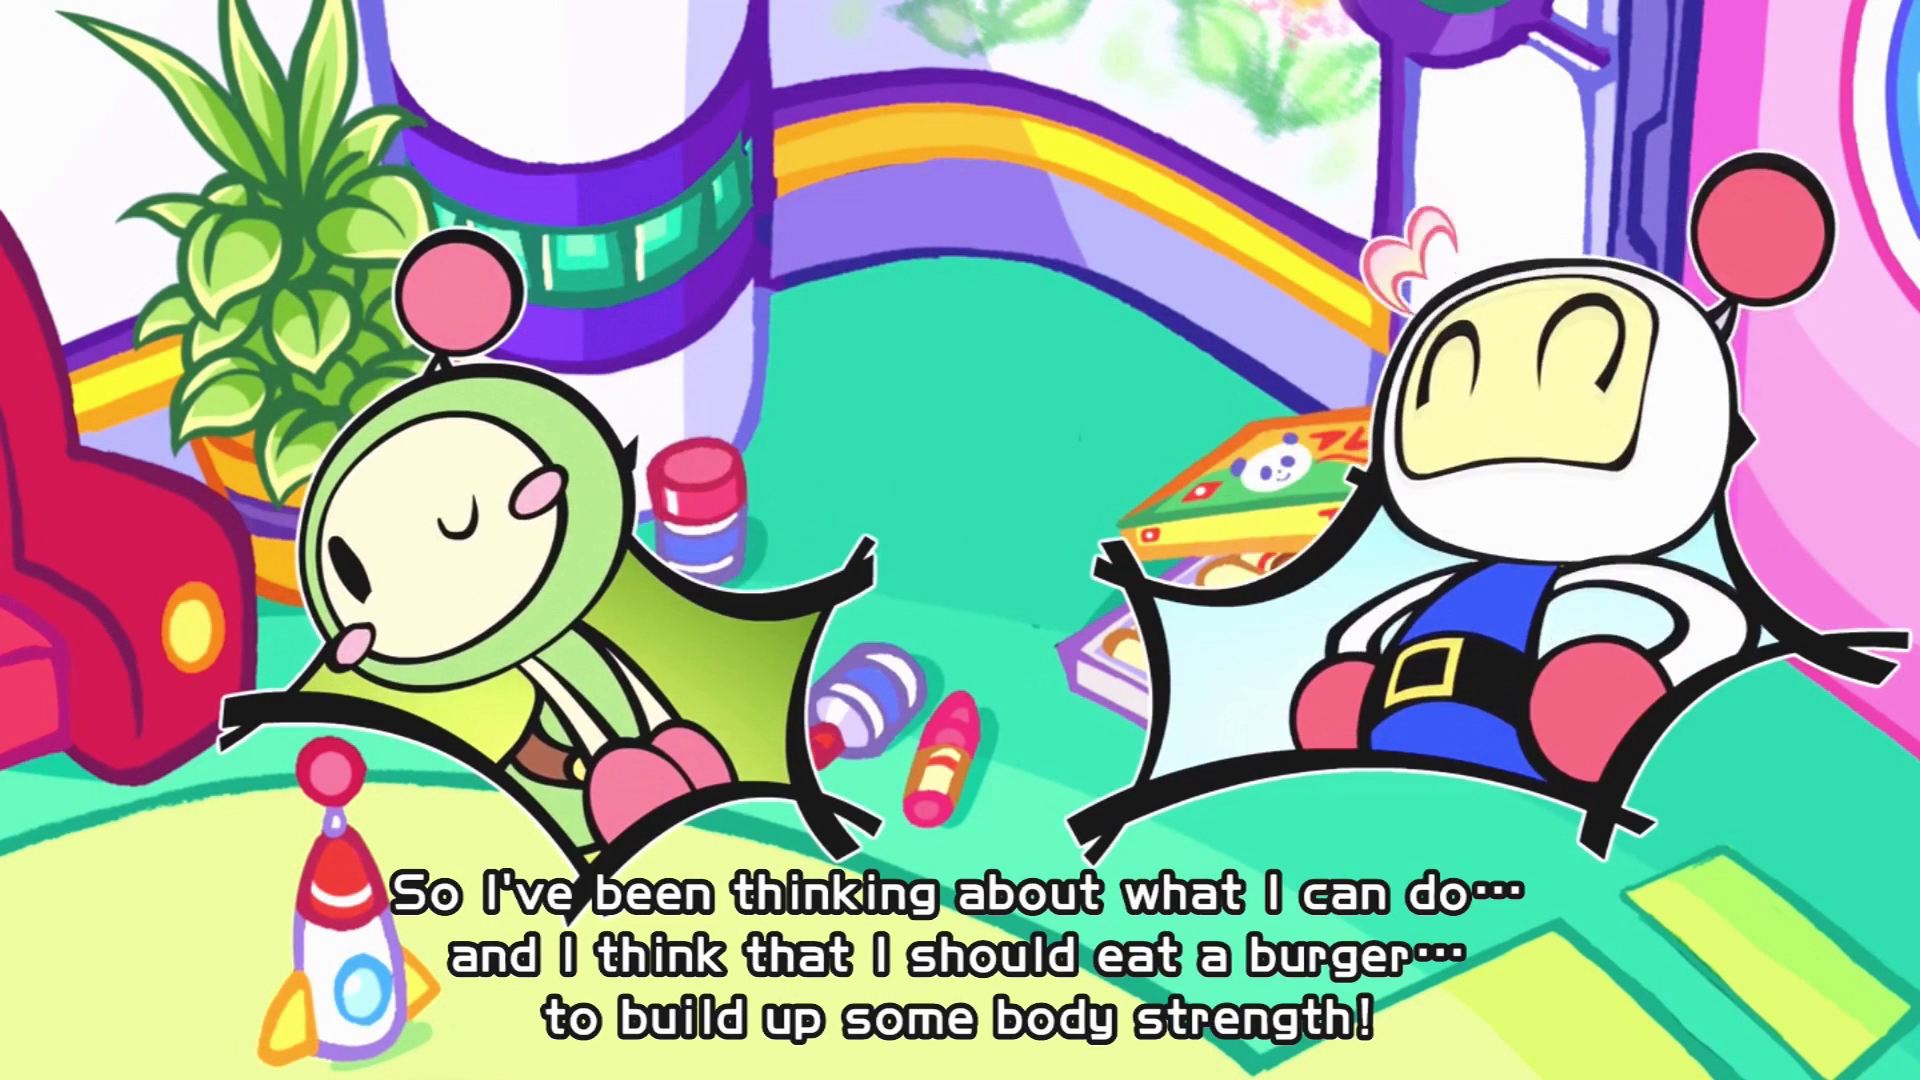 So I've been thinking about what I can do…
and I think that I should eat a burger…
to build up some body strength!